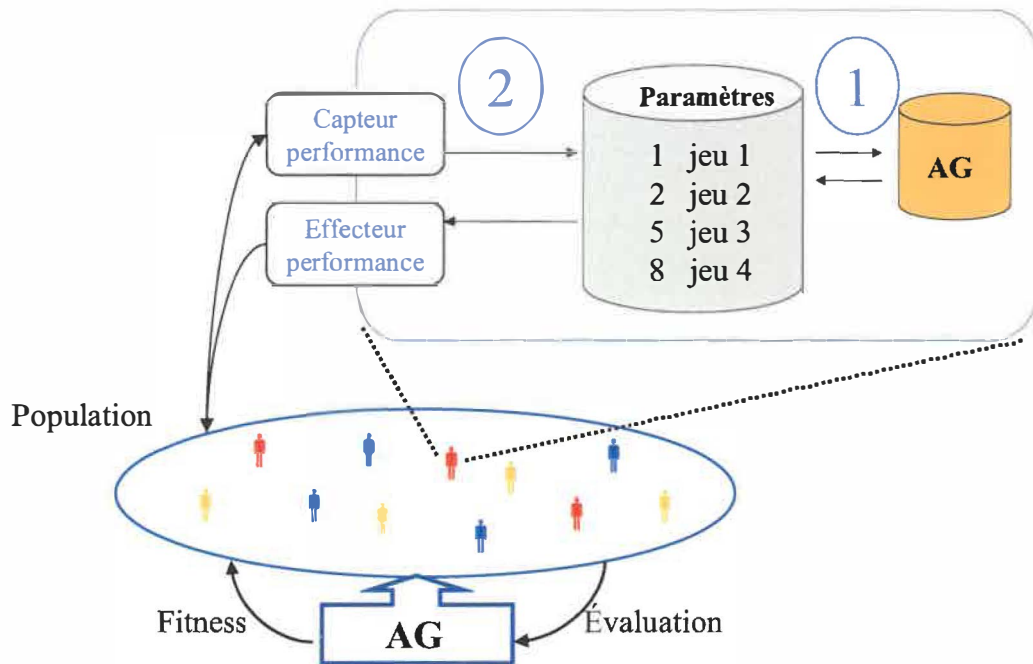 2
1
Capteur
performance
Paramètres
1 jeu 1
2 jeu 2
5 jeu 3
8 jeu 4
AG
Effecteur
performance
Population
Fitness
AG
Évaluation